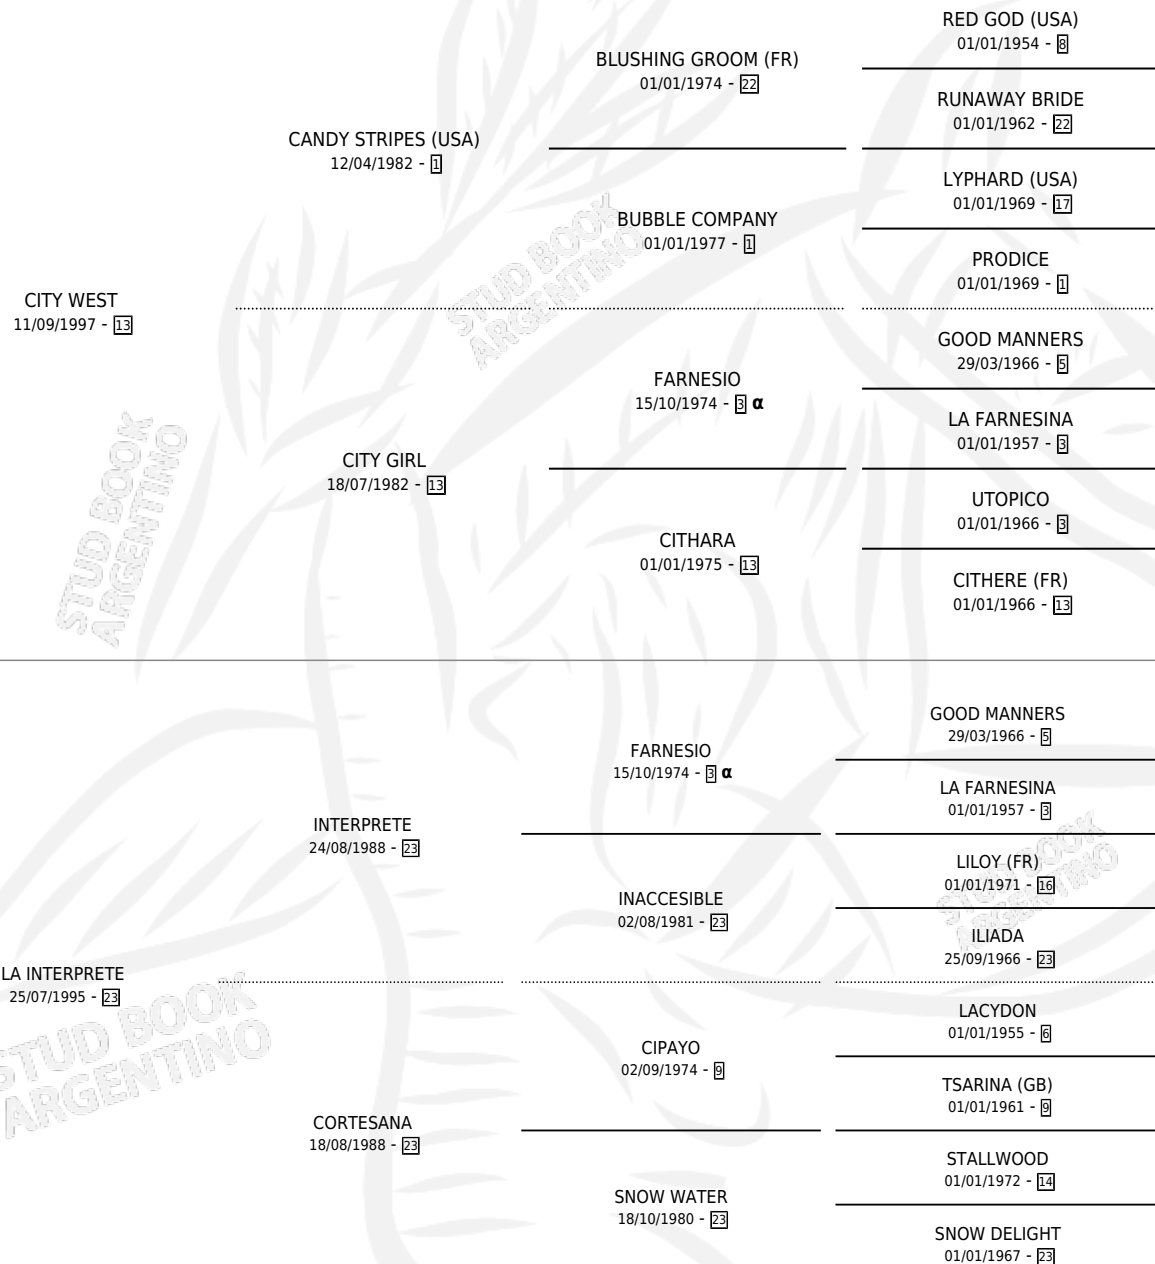 RED GOD (USA)
01/01/1954 - 8
BLUSHING GROOM (FR)
01/01/1974 - 22
RUNAWAY BRIDE
01/01/1962 - 22
CANDY STRIPES (USA)
12/04/1982 - 1
LYPHARD (USA)
01/01/1969 - 17
BUBBLE COMPANY
01/01/1977 - 1
PRODICE
01/01/1969 - 1
CITY WEST
11/09/1997 - 13
GOOD MANNERS
29/03/1966 - 5
FARNESIO
15/10/1974 - 3 α
LA FARNESINA
01/01/1957 - 3
CITY GIRL
18/07/1982 - 13
UTOPICO
01/01/1966 - 3
CITHARA
01/01/1975 - 13
CITHERE (FR)
01/01/1966 - 13
GOOD MANNERS
29/03/1966 - 5
FARNESIO
15/10/1974 - 3 α
LA FARNESINA
01/01/1957 - 3
INTERPRETE
24/08/1988 - 23
LILOY (FR)
01/01/1971 - 16
INACCESIBLE
02/08/1981 - 23
ILIADA
25/09/1966 - 23
LA INTERPRETE
25/07/1995 - 23
LACYDON
01/01/1955 - 6
CIPAYO
02/09/1974 - 9
TSARINA (GB)
01/01/1961 - 9
CORTESANA
18/08/1988 - 23
STALLWOOD
01/01/1972 - 14
SNOW WATER
18/10/1980 - 23
SNOW DELIGHT
01/01/1967 - 23
STUD BOOK
ARGENTINO
STUD BOOK
ARGENTINO
STUD BOOK
ARGENTINO
STUD BOOK
ARGENTINO